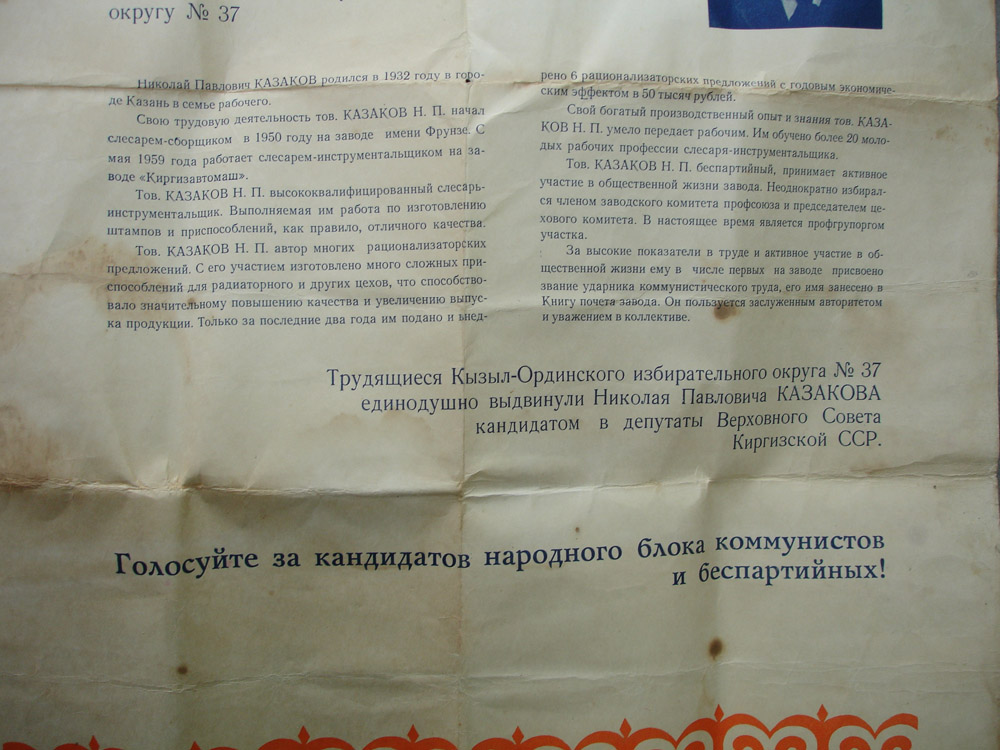 округу № 37
Николай Павлович КАЗАКОВ родился в 1932 году в горо-
де Казань в семье рабочего.
Свою трудовую деятельность тов. КАЗАКОВ Н. П. начал
слесарем-сборщиком в 1950 году на заводе имени Фрунзе. С
мая 1959 года работает слесарем-инструментальщиком на за-
воде «Киргизавтомаш».
Тов. КАЗАКОВ Н. П. высококвалифицированный слесарь-
инструментальщик. Выполняемая им работа по изготовлению
штампов и приспособлений, как правило, отличного качества.
Тов. КАЗАКОВ Н. П. автор многих рационализаторских
предложений. С его участием изготовлено много сложных при-
способлений для радиаторного и других цехов, что способство-
вало значительному повышению качества и увеличению выпус-
ка продукции. Только за последние два года им подано и внед-
рено 6 рационализаторских предложений с годовым экономиче-
ским эффектом в 50 тысяч рублей.
Свой богатый производственный опыт и знания тов. КАЗА-
КОВ Н. П. умело передает рабочим. Им обучено более 20 моло-
дых рабочих профессии слесаря-инструментальщика.
Тов. КАЗАКОВ Н. П. беспартийный, принимает активное
участие в общественной жизни завода. Неоднократно избирал-
ся членом заводского комитета профсоюза и председателем це-
хового комитета. В настоящее время является профгрупоргом
участка.
За высокие показатели в труде и активное участие в об-
щественной жизни ему в числе первых на заводе присвоено
звание ударника коммунистического труда, его имя занесено в
Книгу почета завода. Он пользуется заслуженным авторитетом
и уважением в коллективе.
Трудящиеся Кызыл-Ординского избирательного округа № 37
единодушно выдвинули Николая Павловича КАЗАКОВА
кандидатом в депутаты Верховного Совета
Киргизской ССР.
Голосуйте за кандидатов народного блока коммунистов
и беспартийных!